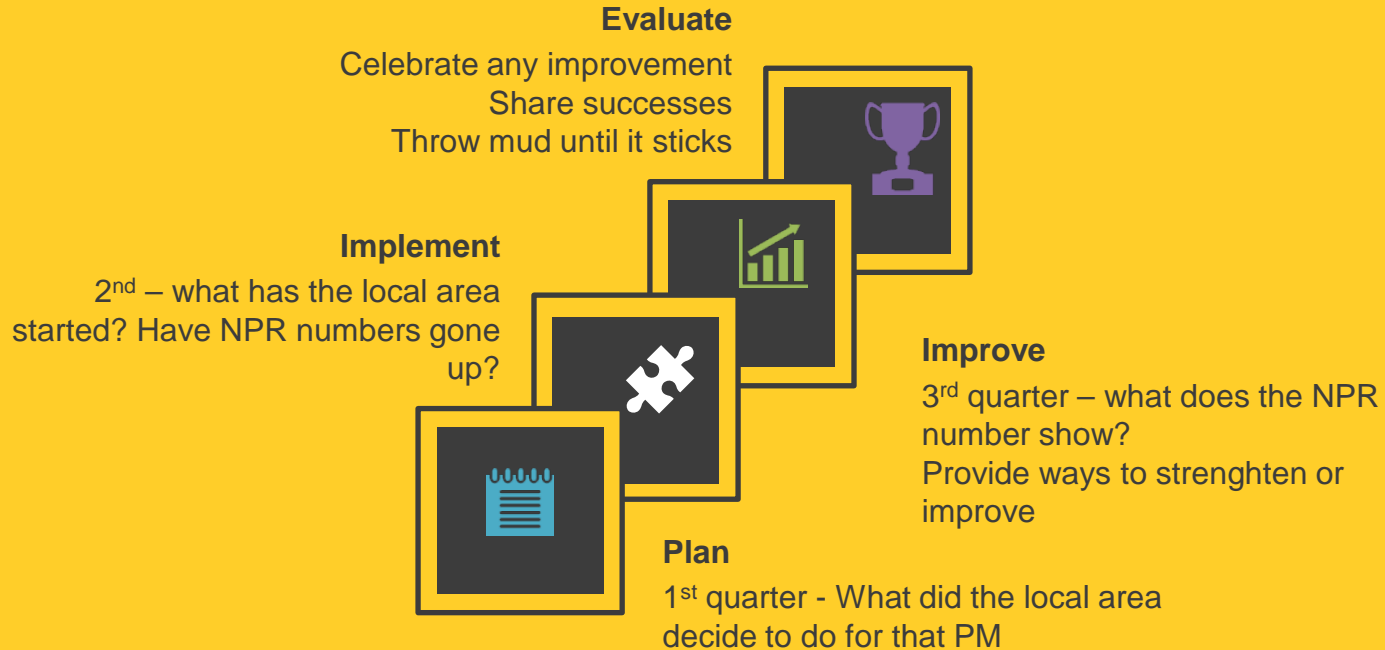 Evaluate
Celebrate any improvement
Share successes
Throw mud until it sticks
Implement
2nd – what has the local area
started? Have NPR numbers gone
up?
Improve
3rd quarter – what does the NPR
number show?
Provide ways to strenghten or
improve
Plan
1st quarter - What did the local area
decide to do for that PM